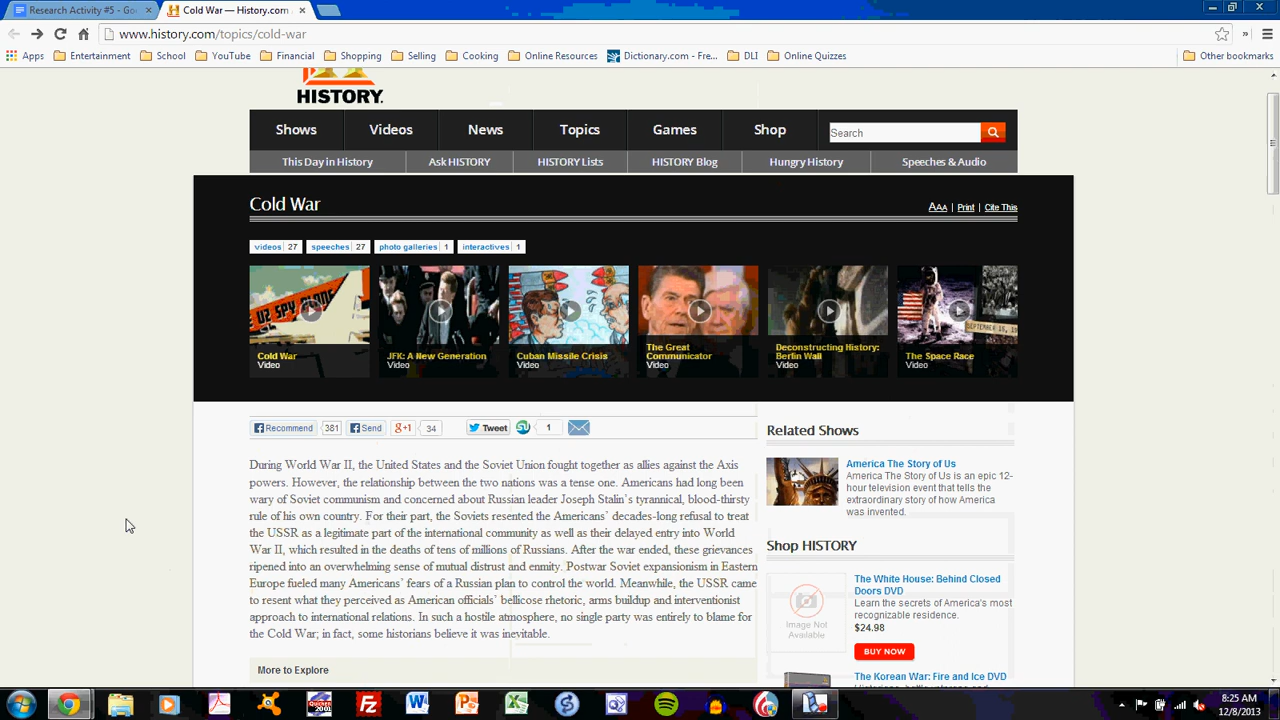 Research Activity #5 - Go
Cold War — History.com
www.history.com/topics/cold-war
Apps Entertainment School YouTube Financial Shopping Selling Cooking Online Resources Dictionary.com - Fre... DLI Online Quizzes Other bookmarks
HISTORY.
Shows Videos News Topics Games Shop Search
This Day in History Ask HISTORY HISTORY Lists HISTORY Blog Hungry History Speeches & Audio
Cold War
AAA | Print | Cite This
videos 27 speeches 27 photo galleries 1 interactives 1
U2 SPY PLANE
Cold War
Video
JFK: A New Generation
Video
Cuban Missile Crisis
Video
The Great
Communicator
Video
Deconstructing History:
Berlin Wall
Video
The Space Race
Video
Recommend 381 Send +1 34 Tweet 1
During World War II, the United States and the Soviet Union fought together as allies against the Axis
powers. However, the relationship between the two nations was a tense one. Americans had long been
wary of Soviet communism and concerned about Russian leader Joseph Stalin's tyrannical, blood-thirsty
rule of his own country. For their part, the Soviets resented the Americans' decades-long refusal to treat
the USSR as a legitimate part of the international community as well as their delayed entry into World
War II, which resulted in the deaths of tens of millions of Russians. After the war ended, these grievances
ripened into an overwhelming sense of mutual distrust and enmity. Postwar Soviet expansionism in Eastern
Europe fueled many Americans' fears of a Russian plan to control the world. Meanwhile, the USSR came
to resent what they perceived as American officials' bellicose rhetoric, arms buildup and interventionist
approach to international relations. In such a hostile atmosphere, no single party was entirely to blame for
the Cold War; in fact, some historians believe it was inevitable.
More to Explore
Related Shows
America The Story of Us
America The Story of Us is an epic 12-
hour television event that tells the
extraordinary story of how America
was invented.
Shop HISTORY
Image Not
Available
The White House: Behind Closed
Doors DVD
Learn the secrets of America's most
recognizable residence.
$24.98
BUY NOW
The Korean War: Fire and Ice DVD
8:25 AM
12/8/2013